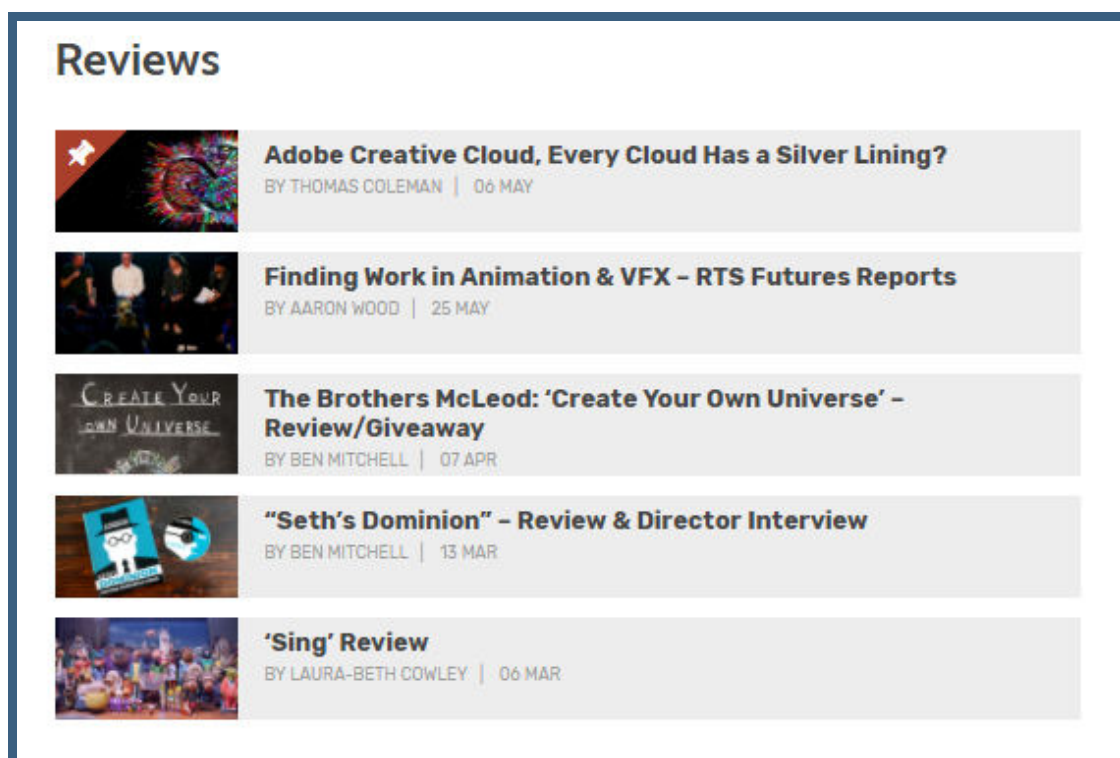 Reviews
Adobe Creative Cloud, Every Cloud Has a Silver Lining?
BY THOMAS COLEMAN | 06 MAY
Finding Work in Animation & VFX – RTS Futures Reports
BY AARON WOOD | 25 MAY
CREATE YOUR
OWN UNIVERSE
The Brothers McLeod: ‘Create Your Own Universe’ –
Review/Giveaway
BY BEN MITCHELL | 07 APR
“Seth’s Dominion” – Review & Director Interview
BY BEN MITCHELL | 13 MAR
DOMINION
‘Sing’ Review
BY LAURA-BETH COWLEY | 06 MAR